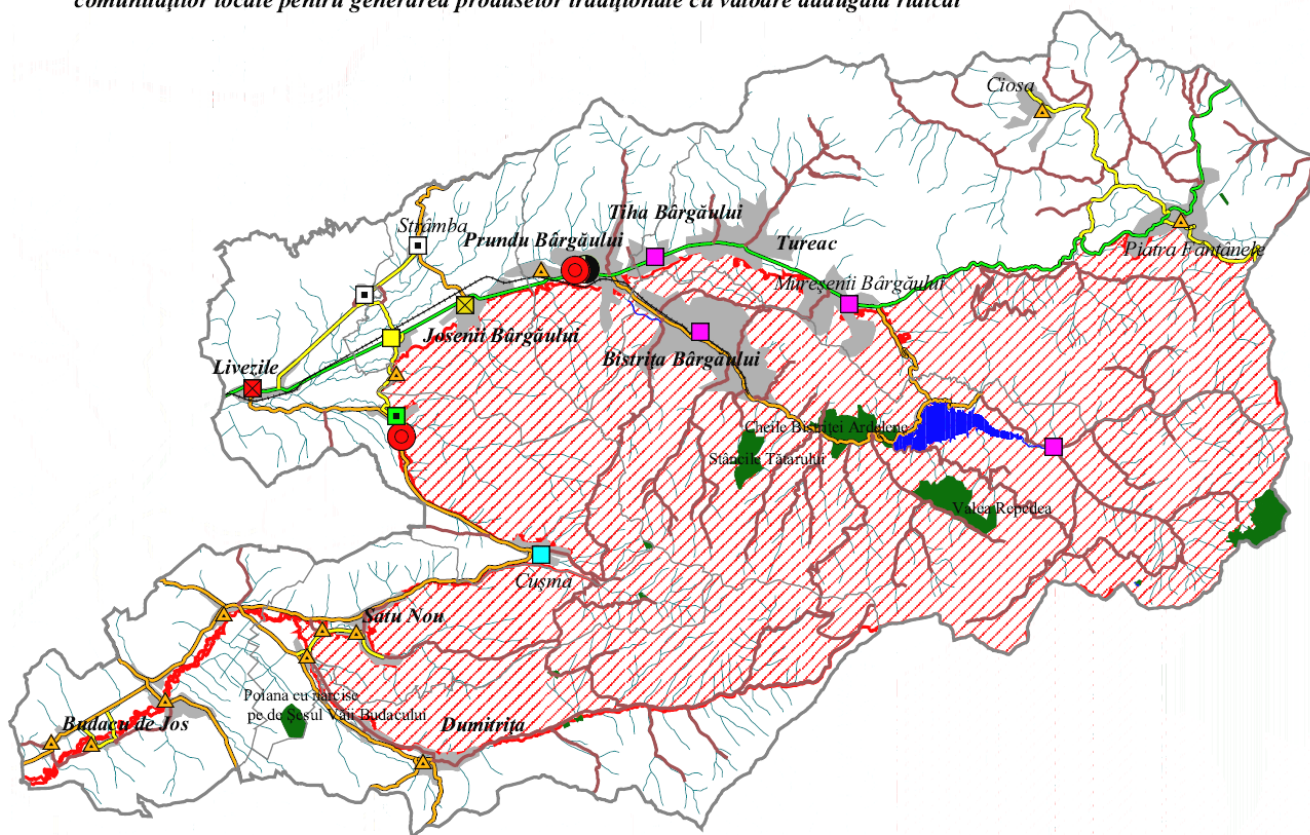 comunităților locale pentru generarea produselor tradiționale cu valoare adăugată ridicat
Ciosa
Strâmba
Tiha Bârgăului
Prundu Bârgăului
Tureac
Piatra Fântânele
Mureșenii Bârgăului
Josenii Bârgăului
Bistrița Bârgăului
Livezile
Cheile Bistriței Ardelene
Stâncile Tătarului
Valea Repedea
Cușma
Satu Nou
Poiana cu narcise
pe de Șesul Văii Budacului
Budacu de Jos
Dumitrița